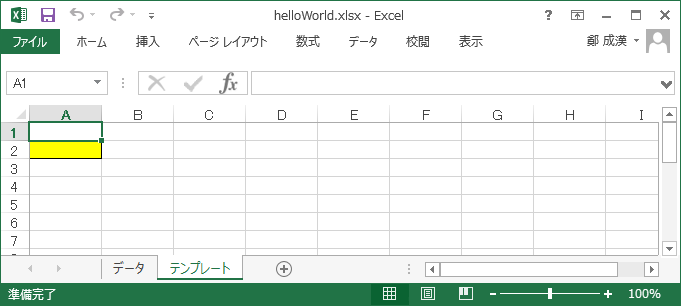 helloWorld.xlsx - Excel
ファイル ホーム 挿入 ページ レイアウト 数式 データ 校閲 表示 鄭 成漢
A1 fx
A B C D E F G H I
1
2
3
4
5
6
7
データ テンプレート
準備完了 100%